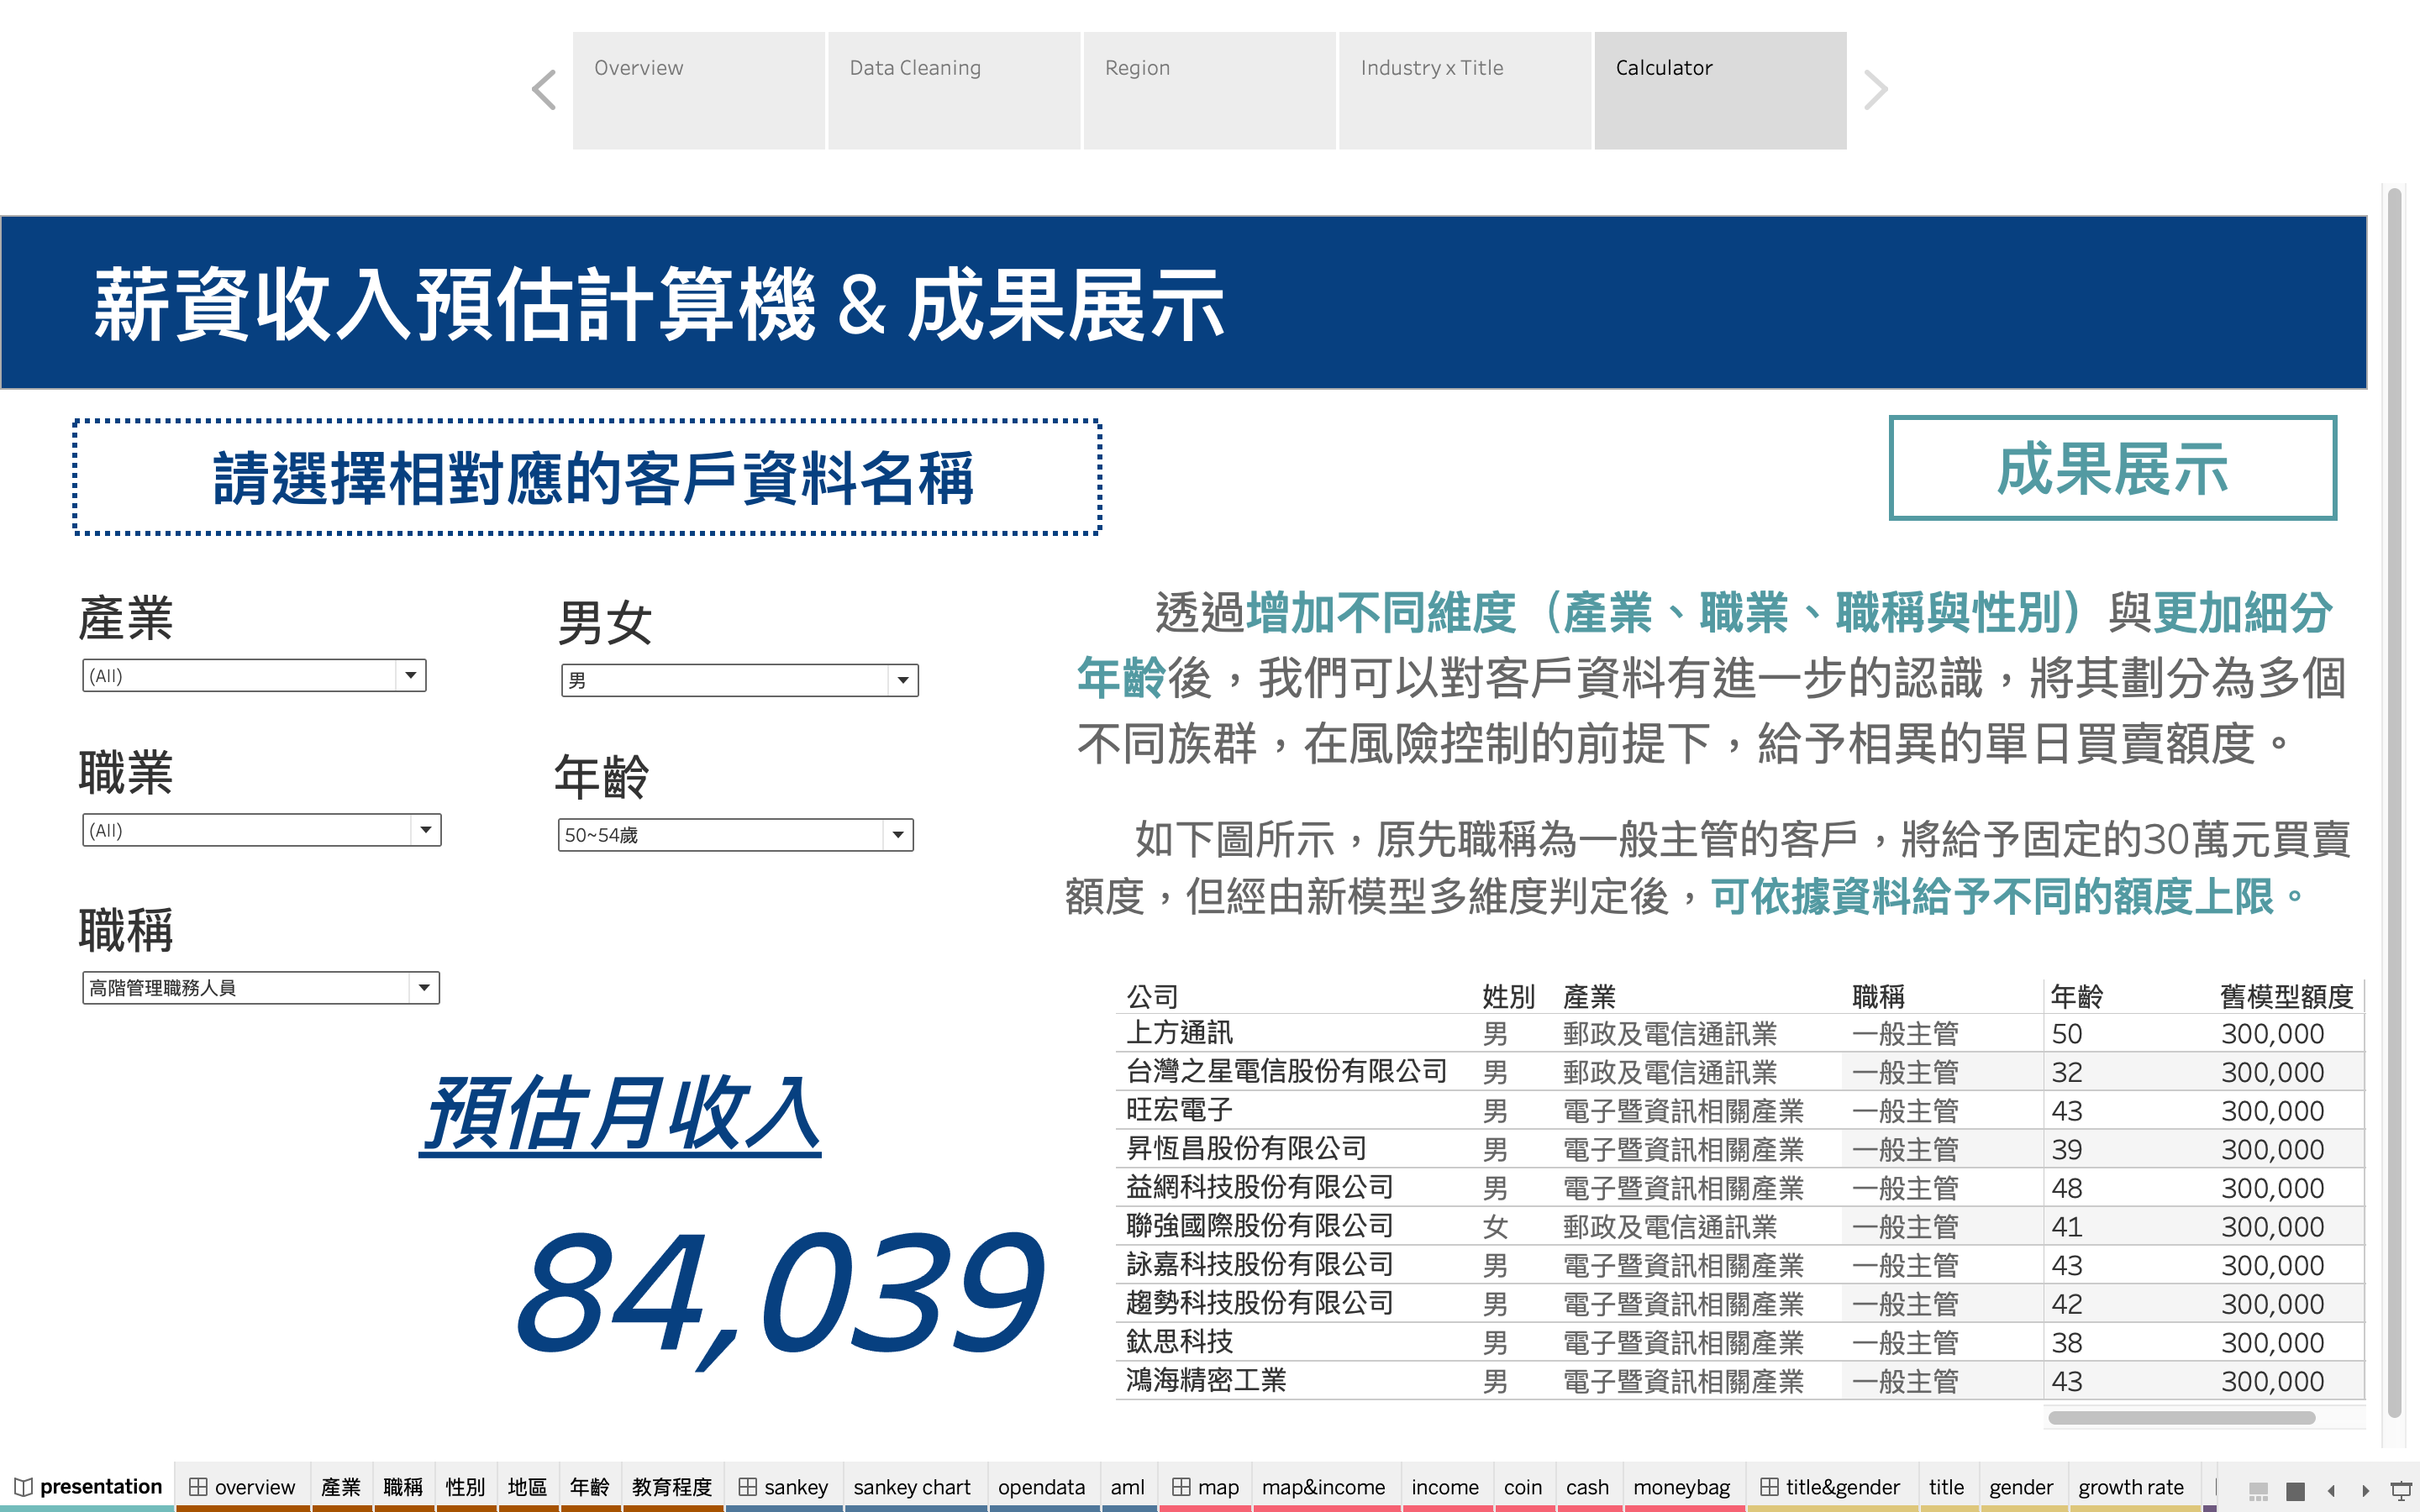 Overview
Data Cleaning
Region
Industry x Title
Calculator
薪資收入預估計算機 & 成果展示
請選擇相對應的客戶資料名稱
產業
(All)
男女
男
職業
(All)
年齡
50~54歲
職稱
高階管理職務人員
預估月收入
84,039
成果展示
透過增加不同維度（產業、職業、職稱與性別）與更加細分
年齡後，我們可以對客戶資料有進一步的認識，將其劃分為多個
不同族群，在風險控制的前提下，給予相異的單日買賣額度。
如下圖所示，原先職稱為一般主管的客戶，將給予固定的30萬元買賣
額度，但經由新模型多維度判定後，可依據資料給予不同的額度上限。
公司 姓別 產業 職稱 年齡 舊模型額度
上方通訊 男 郵政及電信通訊業 一般主管 50 300,000
台灣之星電信股份有限公司 男 郵政及電信通訊業 一般主管 32 300,000
旺宏電子 男 電子暨資訊相關產業 一般主管 43 300,000
昇恆昌股份有限公司 男 電子暨資訊相關產業 一般主管 39 300,000
益網科技股份有限公司 男 電子暨資訊相關產業 一般主管 48 300,000
聯強國際股份有限公司 女 郵政及電信通訊業 一般主管 41 300,000
詠嘉科技股份有限公司 男 電子暨資訊相關產業 一般主管 43 300,000
趨勢科技股份有限公司 男 電子暨資訊相關產業 一般主管 42 300,000
鈦思科技 男 電子暨資訊相關產業 一般主管 38 300,000
鴻海精密工業 男 電子暨資訊相關產業 一般主管 43 300,000
presentation overview 產業 職稱 性別 地區 年齡 教育程度 sankey sankey chart opendata aml map map&income income coin cash moneybag title&gender title gender growth rate